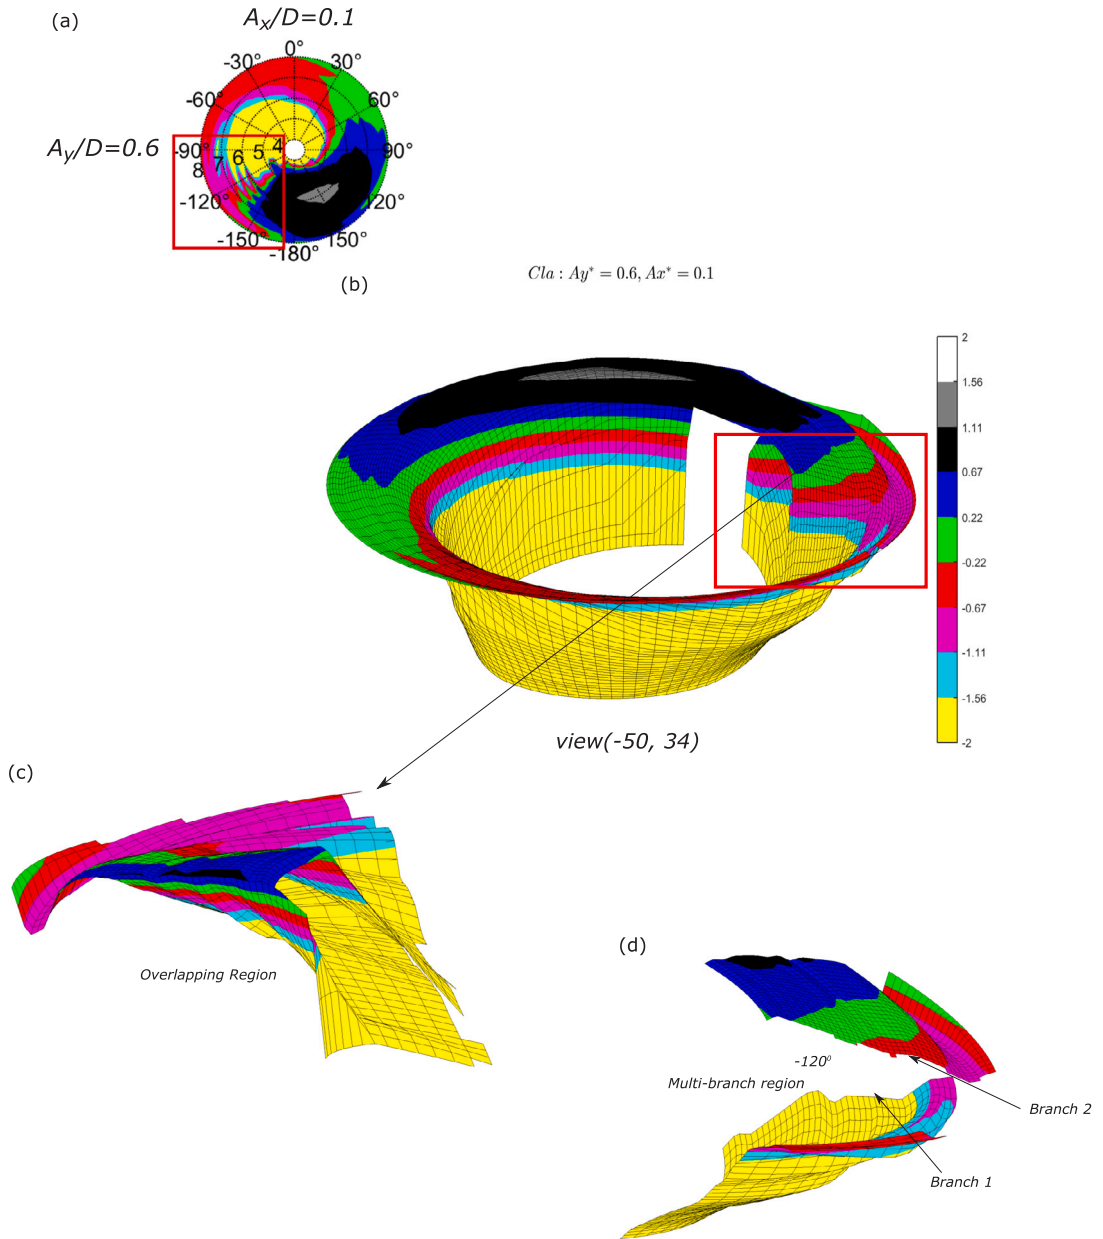 (a)
A_x/D=0.1
0°
-30°
30°
-60°
60°
A_y/D=0.6
-90°
8
7
6
5
4
90°
-120°
120°
-150°
150°
-180°
(b)
Cla : Ay* = 0.6, Ax* = 0.1
2
1.56
1.11
0.67
0.22
-0.22
-0.67
-1.11
-1.56
-2
view(-50, 34)
(c)
Overlapping Region
(d)
-120⁰
Multi-branch region
Branch 2
Branch 1